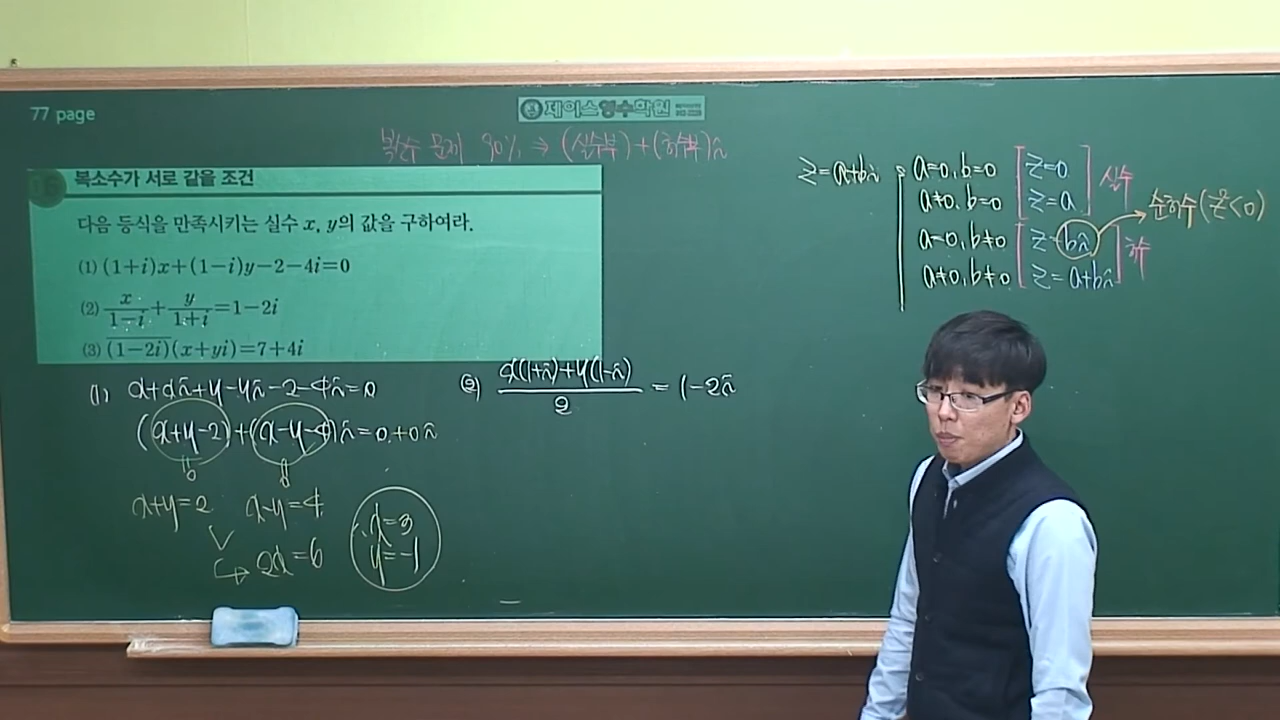 77 page
제이스영수학원
복소수 문제 90% ⇒ (실수부)+(허수부)i
복소수가 서로 같을 조건
다음 등식을 만족시키는 실수 x, y의 값을 구하여라.
(1) (1+i)x+(1-i)y-2-4i=0
(2) x/(1-i) + y/(1+i) = 1-2i
(3) \overline{(1-2i)}(x+yi)=7+4i
(1) x+xi+y-yi-2-4i=0
(x+y-2)+(x-y-4)i=0+0i
=0 =0
x+y=2 x-y=4
2x=6
x=3
y=-1
(2) (x(1+i)+y(1-i))/2 = 1-2i
z=a+bi
a=0, b=0 z=0
a≠0, b=0 z=a
실수
a=0, b≠0 z=bi
a≠0, b≠0 z=a+bi
허수
순허수(z²<0)